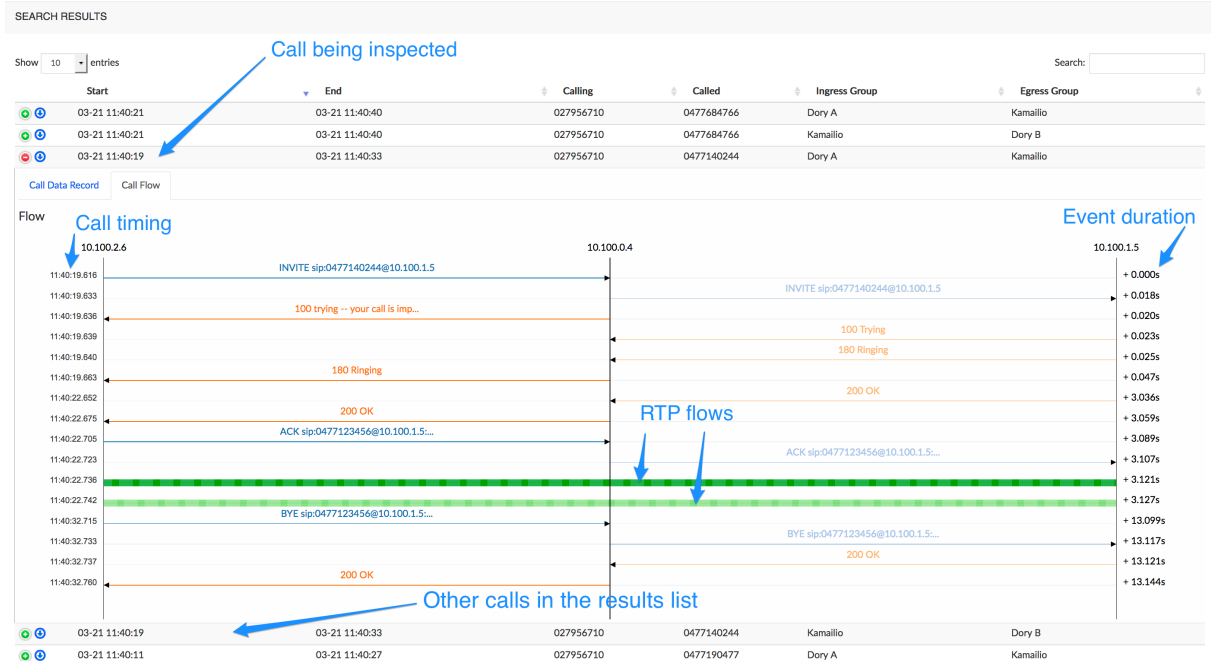 SEARCH RESULTS
Call being inspected
Show 10 entries Search:
Start End Calling Called Ingress Group Egress Group
03-21 11:40:21 03-21 11:40:40 027956710 0477684766 Dory A Kamailio
03-21 11:40:21 03-21 11:40:40 027956710 0477684766 Kamailio Dory B
03-21 11:40:19 03-21 11:40:33 027956710 0477140244 Dory A Kamailio
Call Data Record Call Flow
Flow
Call timing Event duration
10.100.2.6 10.100.0.4 10.100.1.5
11:40:19.616 INVITE sip:0477140244@10.100.1.5 + 0.000s
11:40:19.633 INVITE sip:0477140244@10.100.1.5 + 0.018s
11:40:19.636 100 trying -- your call is imp... + 0.020s
11:40:19.639 100 Trying + 0.023s
11:40:19.640 180 Ringing + 0.025s
11:40:19.663 180 Ringing + 0.047s
11:40:22.652 200 OK + 3.036s
11:40:22.675 200 OK + 3.059s
RTP flows
11:40:22.705 ACK sip:0477123456@10.100.1.5:... + 3.089s
11:40:22.723 ACK sip:0477123456@10.100.1.5:... + 3.107s
11:40:22.736 + 3.121s
11:40:22.742 + 3.127s
11:40:32.715 BYE sip:0477123456@10.100.1.5:... + 13.099s
11:40:32.733 BYE sip:0477123456@10.100.1.5:... + 13.117s
11:40:32.737 200 OK + 13.121s
11:40:32.760 200 OK + 13.144s
Other calls in the results list
03-21 11:40:19 03-21 11:40:33 027956710 0477140244 Kamailio Dory B
03-21 11:40:11 03-21 11:40:27 027956710 0477190477 Dory A Kamailio